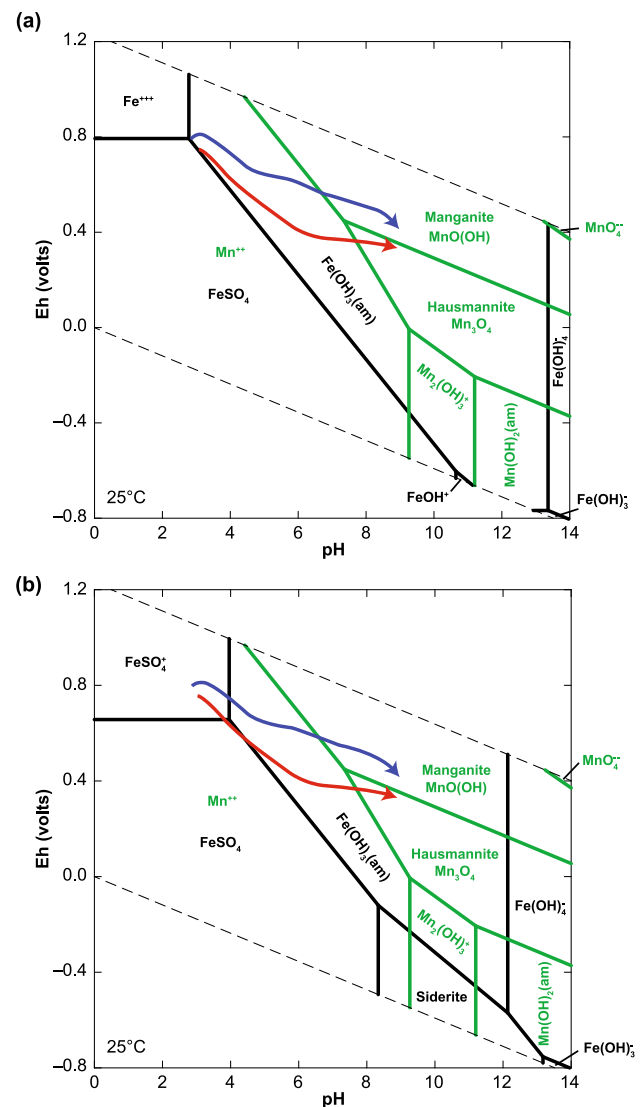 (a)
1.2
0.8
0.4
0.0
–0.4
–0.8
Eh (volts)
Fe+++
Mn++
FeSO4
Fe(OH)3(am)
Manganite
MnO(OH)
MnO4--
Hausmannite
Mn3O4
Mn2(OH)3+
Mn(OH)2(am)
Fe(OH)4-
FeOH+
Fe(OH)3-
25°C
0 2 4 6 8 10 12 14
pH
(b)
1.2
0.8
0.4
0.0
–0.4
–0.8
Eh (volts)
FeSO4+
Mn++
FeSO4
Fe(OH)3(am)
Manganite
MnO(OH)
MnO4--
Hausmannite
Mn3O4
Mn2(OH)3+
Fe(OH)4-
Siderite
Mn(OH)2(am)
Fe(OH)3-
25°C
0 2 4 6 8 10 12 14
pH